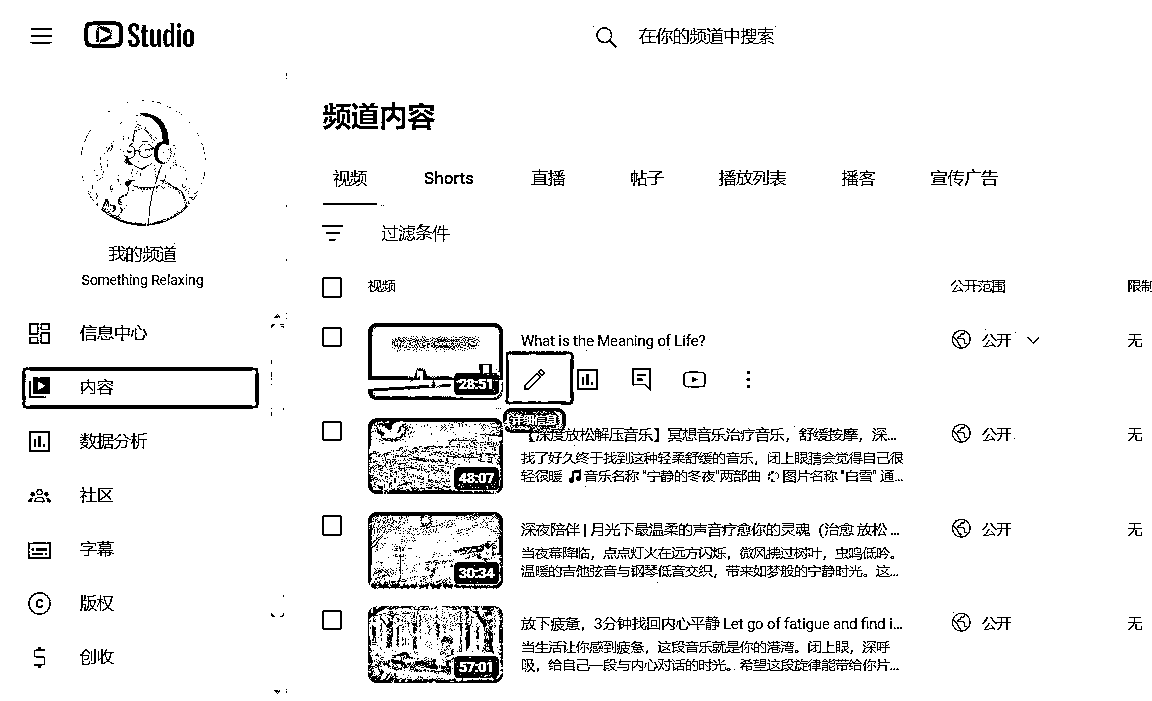 Studio
在你的频道中搜索
我的频道
Something Relaxing
信息中心
内容
数据分析
社区
字幕
版权
创收
频道内容
视频 Shorts 直播 帖子 播放列表 播客 宣传广告
过滤条件
视频 公开范围 限制
What is the Meaning of Life?
公开 无
28:51
详细信息
【深度放松解压音乐】冥想音乐治疗音乐，舒缓按摩，深...
找了好久终于找到这种轻柔舒缓的音乐，闭上眼睛会觉得自己很
轻很暖 🎵音乐名称 "宁静的冬夜"两部曲 图片名称 "白雪" 通...
48:07
公开 无
深夜陪伴 | 月光下最温柔的声音疗愈你的灵魂（治愈 放松 ...
当夜幕降临，点点灯火在远方闪烁，微风拂过树叶，虫鸣低吟。
温暖的吉他弦音与钢琴低音交织，带来如梦般的宁静时光。这...
30:34
公开 无
放下疲惫，3分钟找回内心平静 Let go of fatigue and find i...
当生活让你感到疲惫，这段音乐就是你的港湾。闭上眼，深呼
吸，给自己一段与内心对话的时光。希望这段旋律能带给你片...
57:01
公开 无